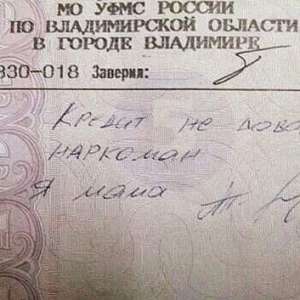 МО УФМС РОССИИ
ПО ВЛАДИМИРСКОЙ ОБЛАСТИ
В ГОРОДЕ ВЛАДИМИРЕ
330-018 Заверил:
Кредит не
наркоман
Я мама